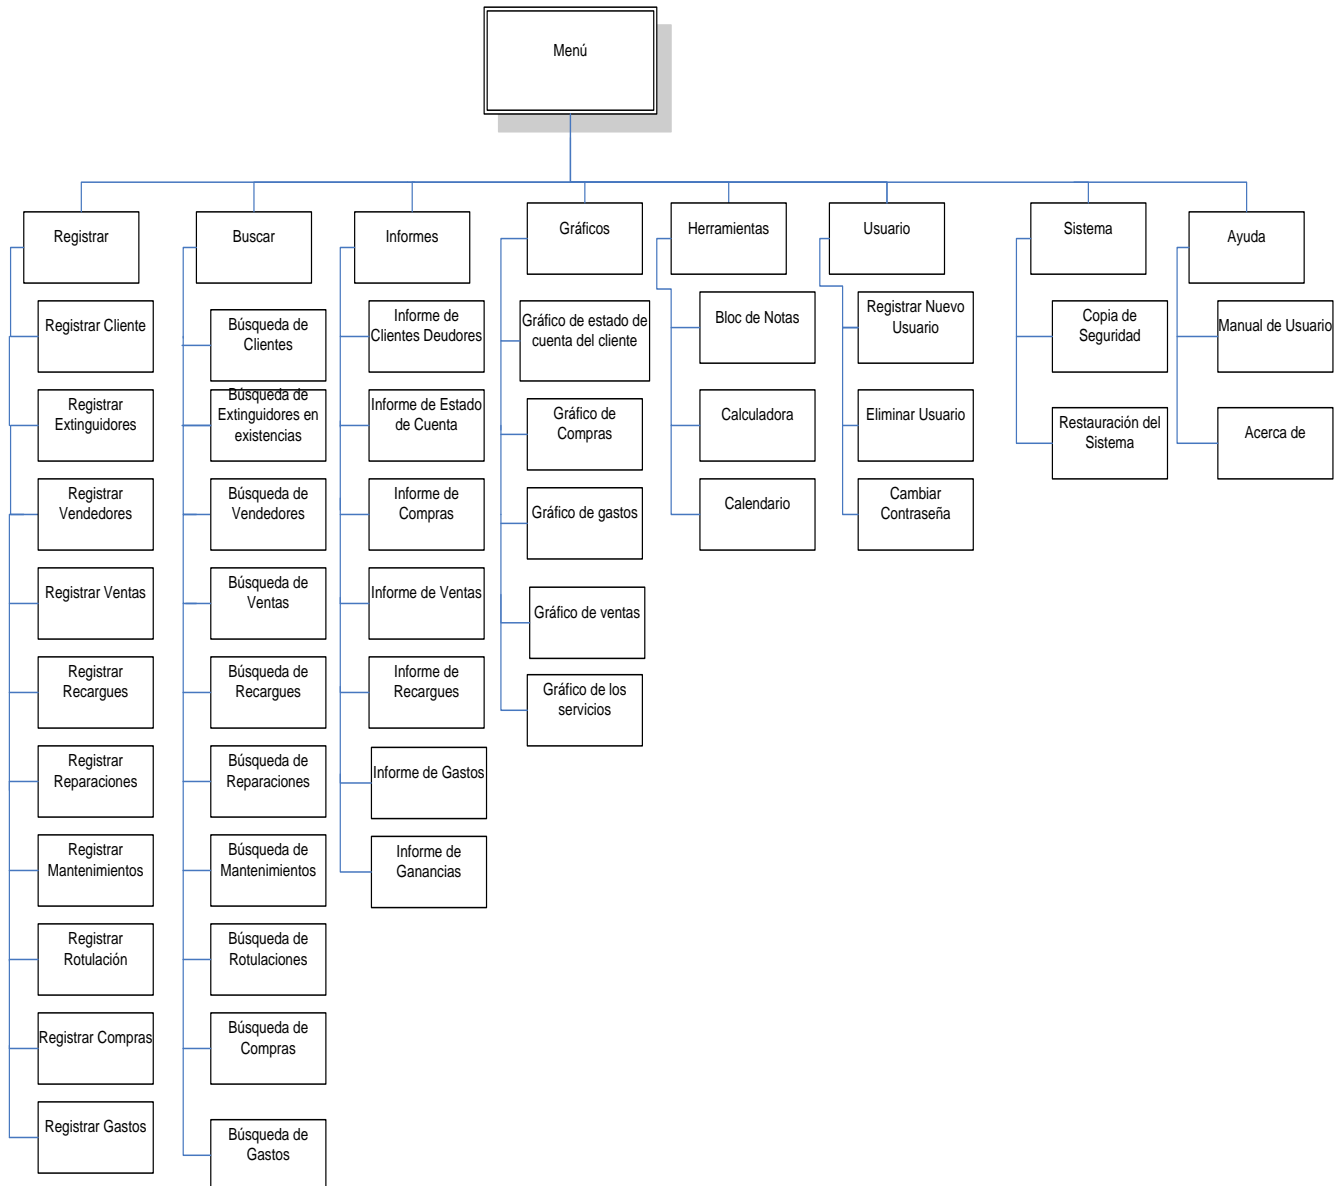 Menú
Registrar
Registrar Cliente
Registrar
Extinguidores
Registrar
Vendedores
Registrar Ventas
Registrar
Recargues
Registrar
Reparaciones
Registrar
Mantenimientos
Registrar
Rotulación
Registrar Compras
Registrar Gastos
Buscar
Búsqueda de
Clientes
Búsqueda de
Extinguidores en
existencias
Búsqueda de
Vendedores
Búsqueda de
Ventas
Búsqueda de
Recargues
Búsqueda de
Reparaciones
Búsqueda de
Mantenimientos
Búsqueda de
Rotulaciones
Búsqueda de
Compras
Búsqueda de
Gastos
Informes
Informe de
Clientes Deudores
Informe de Estado
de Cuenta
Informe de
Compras
Informe de Ventas
Informe de
Recargues
Informe de Gastos
Informe de
Ganancias
Gráficos
Gráfico de estado de
cuenta del cliente
Gráfico de
Compras
Gráfico de gastos
Gráfico de ventas
Gráfico de los
servicios
Herramientas
Bloc de Notas
Calculadora
Calendario
Usuario
Registrar Nuevo
Usuario
Eliminar Usuario
Cambiar
Contraseña
Sistema
Copia de
Seguridad
Restauración del
Sistema
Ayuda
Manual de Usuario
Acerca de